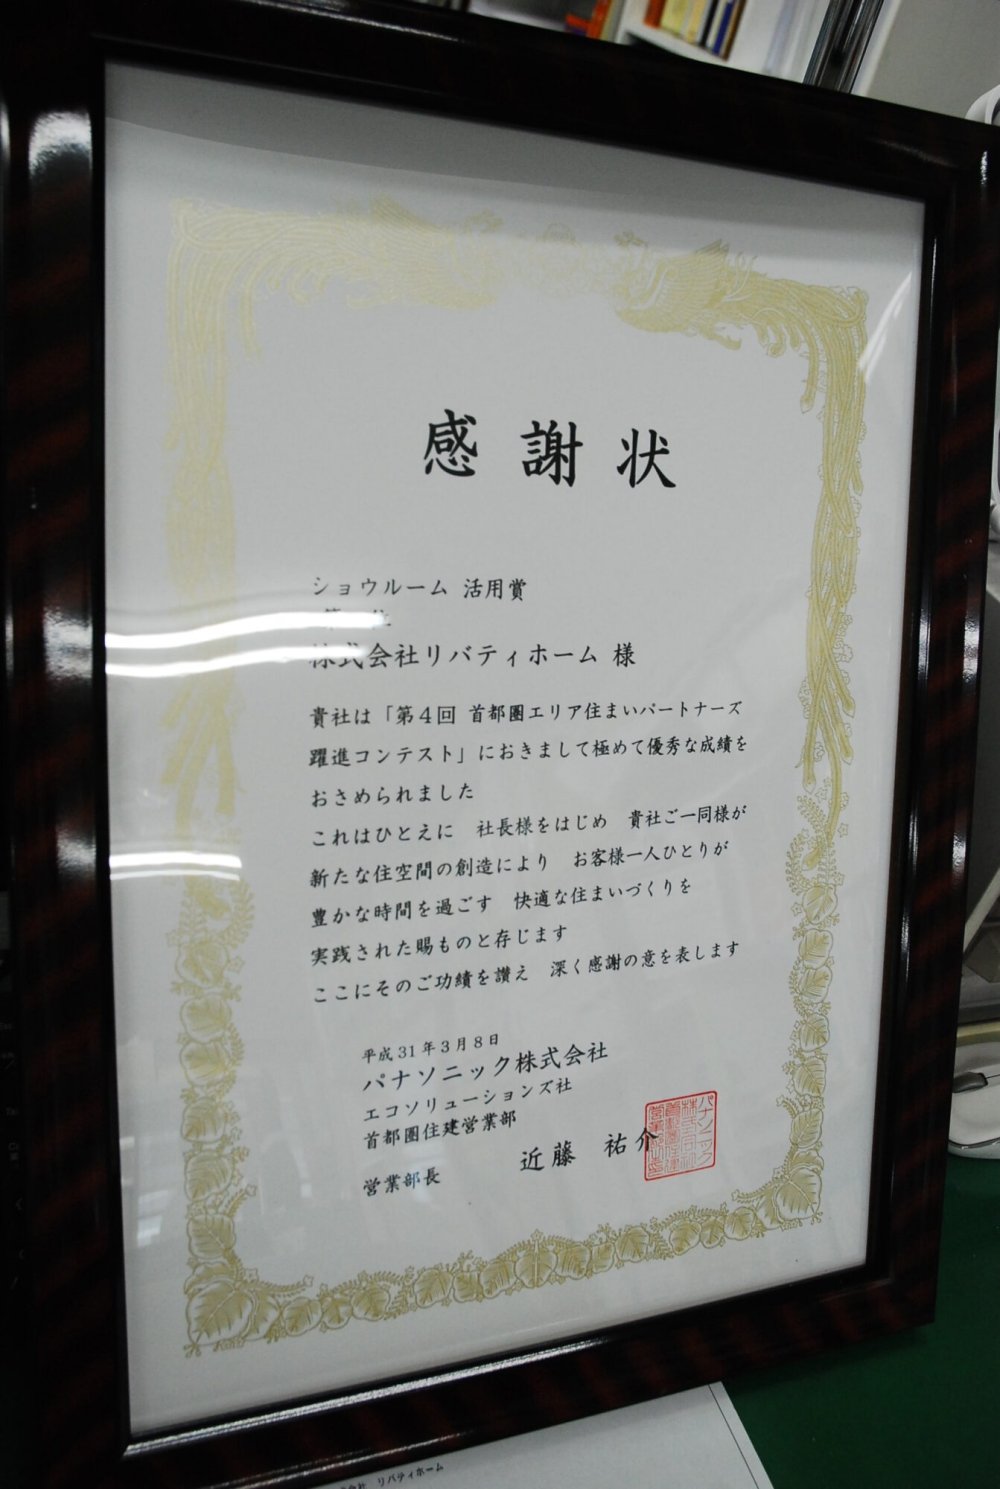 感謝状
ショウルーム 活用賞
株式会社リバティホーム 様
貴社は「第4回 首都圏エリア住まいパートナーズ
躍進コンテスト」におきまして極めて優秀な成績を
おさめられました
これはひとえに 社長様をはじめ 貴社ご一同様が
新たな住空間の創造により お客様一人ひとりが
豊かな時間を過ごす 快適な住まいづくりを
実践された賜ものと存じます
ここにそのご功績を讃え 深く感謝の意を表します
平成31年3月8日
パナソニック株式会社
エコソリューションズ社
首都圏住建営業部
営業部長 近藤 祐介
リバティホーム